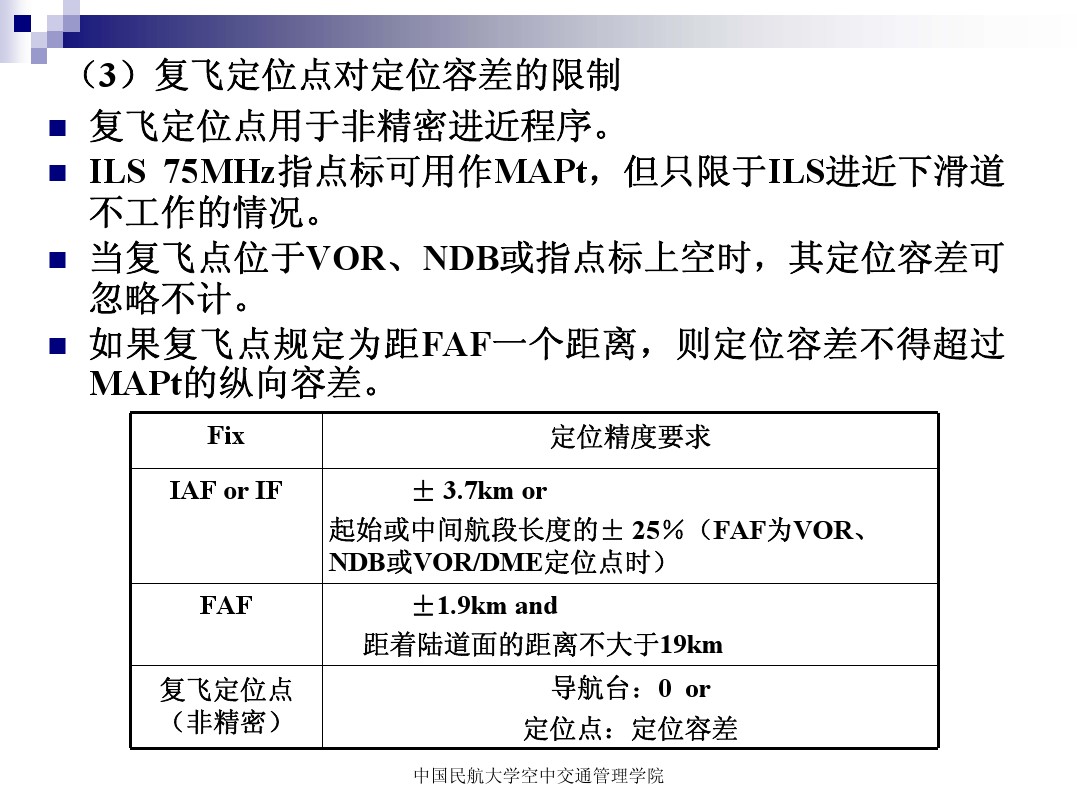 （3）复飞定位点对定位容差的限制
复飞定位点用于非精密进近程序。
ILS 75MHz指点标可用作MAPt，但只限于ILS进近下滑道
不工作的情况。
当复飞点位于VOR、NDB或指点标上空时，其定位容差可
忽略不计。
如果复飞点规定为距FAF一个距离，则定位容差不得超过
MAPt的纵向容差。
Fix
定位精度要求
IAF or IF
± 3.7km or
起始或中间航段长度的± 25%（FAF为VOR、
NDB或VOR/DME定位点时）
FAF
±1.9km and
距着陆道面的距离不大于19km
复飞定位点
（非精密）
导航台：0 or
定位点：定位容差
中国民航大学空中交通管理学院